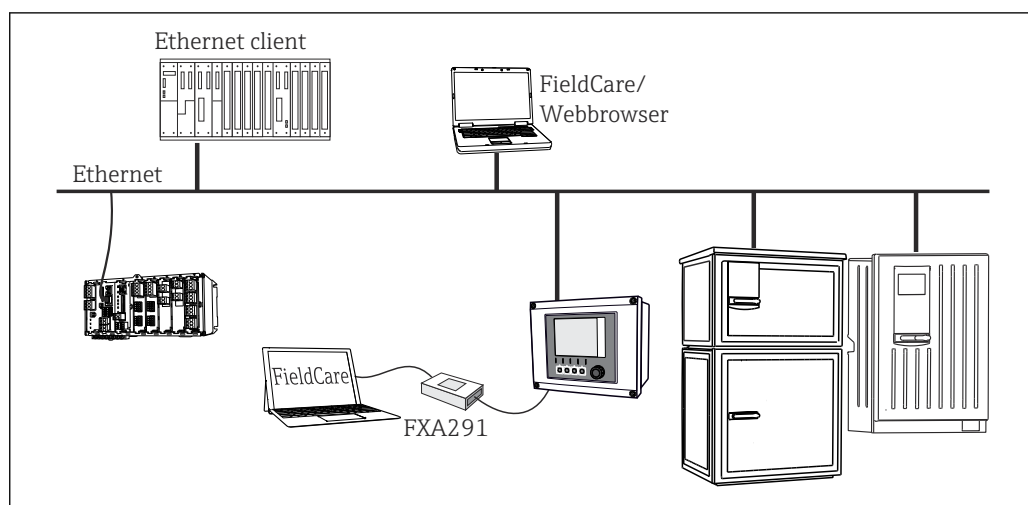 Ethernet client
FieldCare/
Webbrowser
Ethernet
FieldCare
FXA291